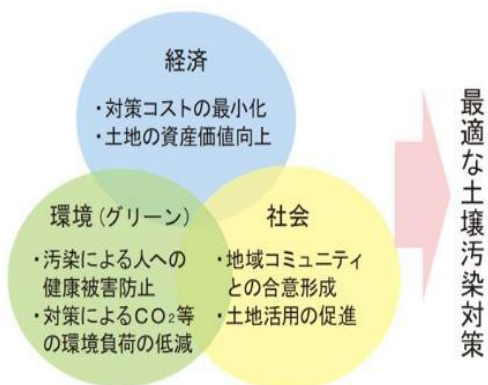 経済
・対策コストの最小化
・土地の資産価値向上
環境(グリーン)
・汚染による人への
健康被害防止
・対策によるCO₂等
の環境負荷の低減
社会
・地域コミュニティ
との合意形成
・土地活用の促進
最適な土壌汚染対策